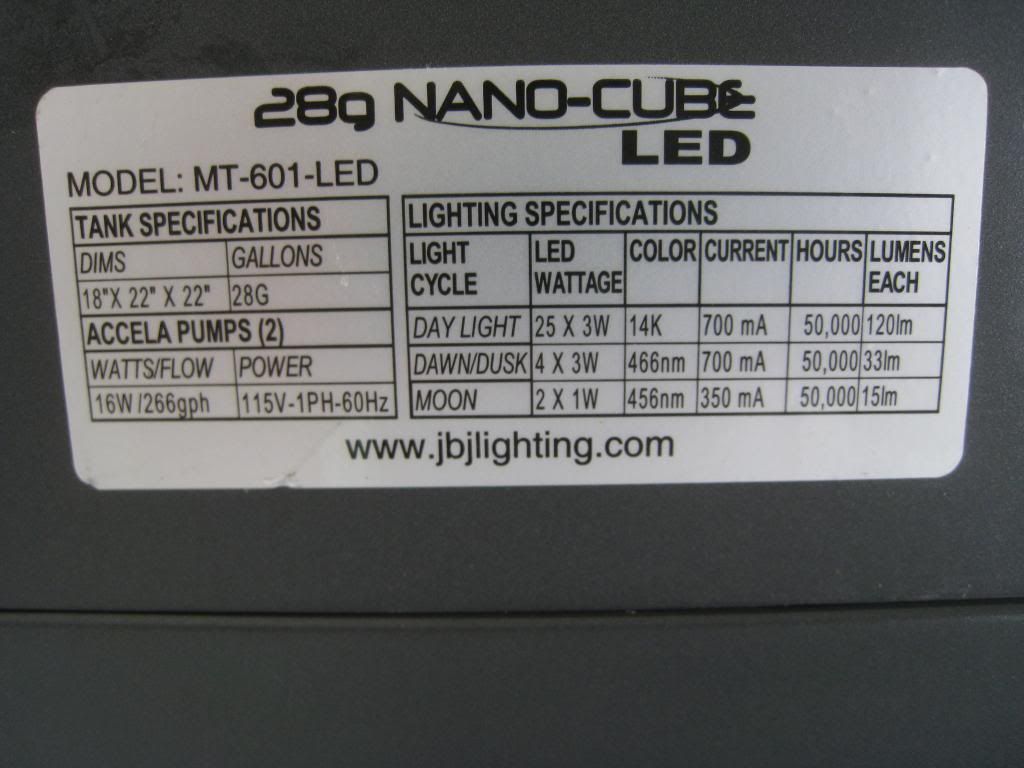 28g NANO-CUBE
LED
MODEL: MT-601-LED
TANK SPECIFICATIONS
DIMS GALLONS
18"X 22" X 22" 28G
ACCELA PUMPS (2)
WATTS/FLOW POWER
16W/266gph 115V-1PH-60Hz
LIGHTING SPECIFICATIONS
LIGHT CYCLE LED WATTAGE COLOR CURRENT HOURS LUMENS EACH
DAY LIGHT 25 X 3W 14K 700 mA 50,000 120lm
DAWN/DUSK 4 X 3W 466nm 700 mA 50,000 33lm
MOON 2 X 1W 456nm 350 mA 50,000 15lm
www.jbjlighting.com